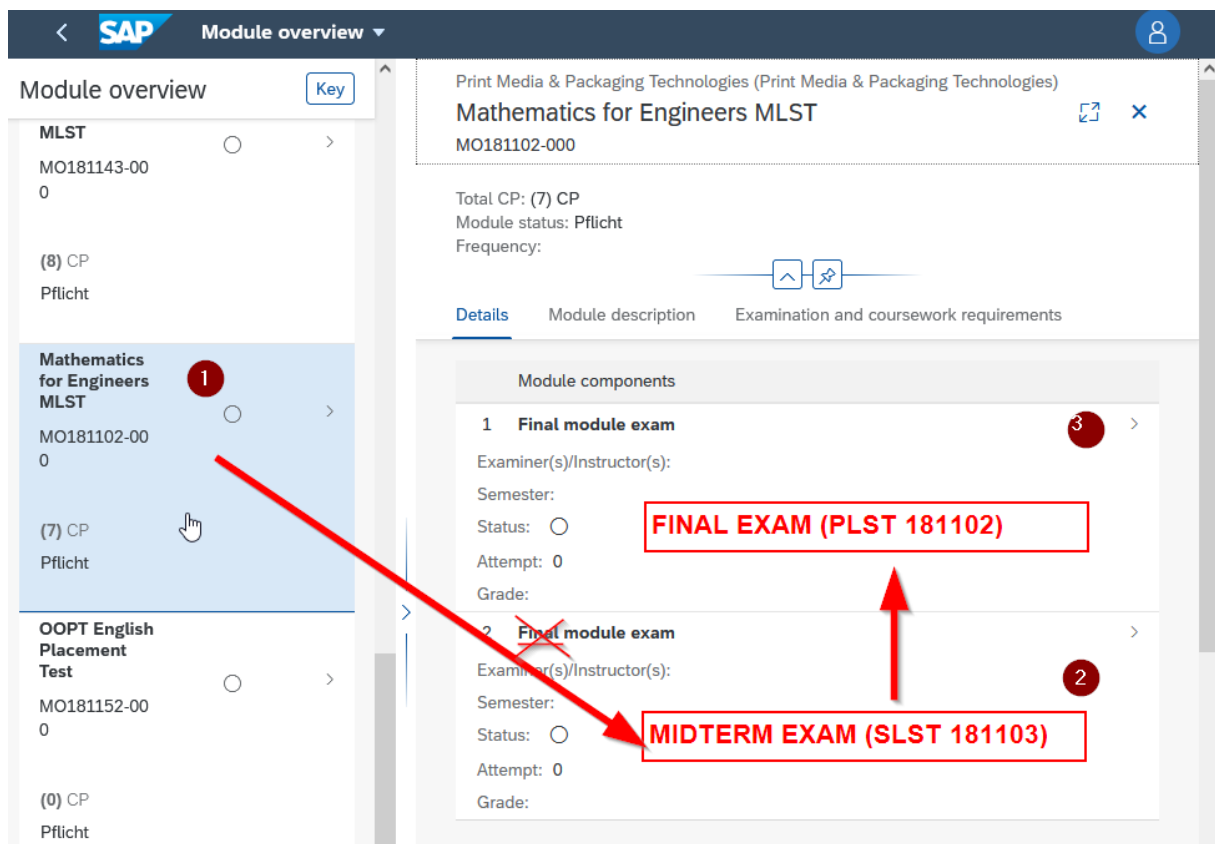 SAP
Module overview
Module overview
Key
MLST
MO181143-00
0
(8) CP
Pflicht
Mathematics
for Engineers
MLST
1
MO181102-00
0
(7) CP
Pflicht
OOPT English
Placement
Test
MO181152-00
0
(0) CP
Pflicht
Print Media & Packaging Technologies (Print Media & Packaging Technologies)
Mathematics for Engineers MLST
MO181102-000
Total CP: (7) CP
Module status: Pflicht
Frequency:
Details Module description Examination and coursework requirements
Module components
1 Final module exam
3
Examiner(s)/Instructor(s):
Semester:
Status:
FINAL EXAM (PLST 181102)
Attempt: 0
Grade:
2 Final module exam
Examiner(s)/Instructor(s):
2
Semester:
Status:
MIDTERM EXAM (SLST 181103)
Attempt: 0
Grade: